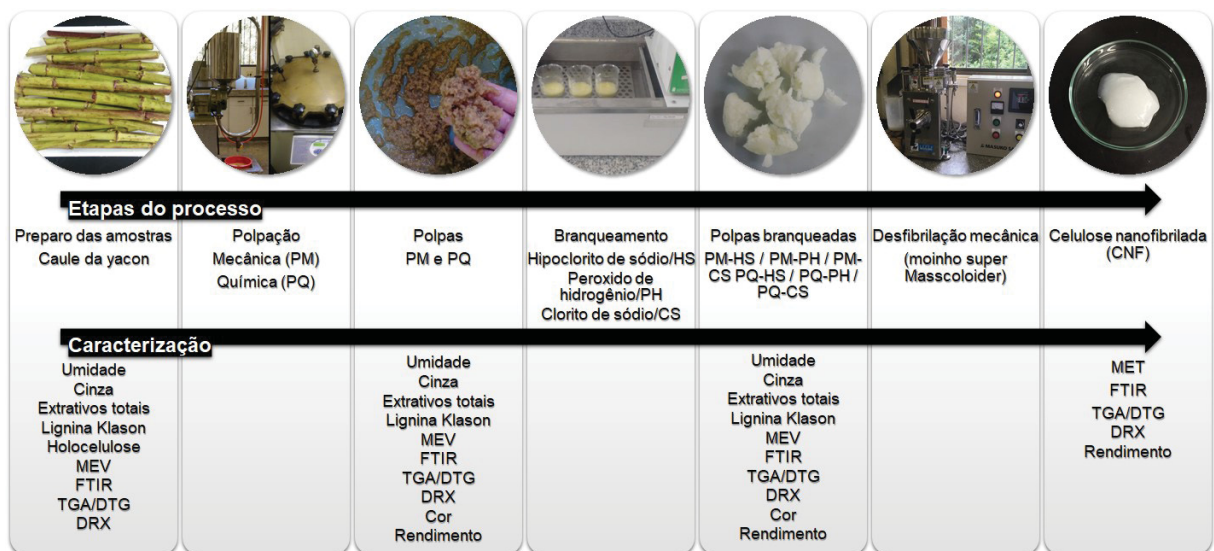 Etapas do processo
Preparo das amostras
Caule da yacon
Polpação
Mecânica (PM)
Química (PQ)
Polpas
PM e PQ
Branqueamento
Hipoclorito de sódio/HS
Peroxido de
hidrogênio/PH
Clorito de sódio/CS
Polpas branqueadas
PM-HS / PM-PH / PM-
CS PQ-HS / PQ-PH /
PQ-CS
Desfibrilação mecânica
(moinho super
Masscoloider)
Celulose nanofibrilada
(CNF)
Caracterização
Umidade
Cinza
Extrativos totais
Lignina Klason
Holocelulose
MEV
FTIR
TGA/DTG
DRX
Umidade
Cinza
Extrativos totais
Lignina Klason
MEV
FTIR
TGA/DTG
DRX
Cor
Rendimento
Umidade
Cinza
Extrativos totais
Lignina Klason
MEV
FTIR
TGA/DTG
DRX
Cor
Rendimento
MET
FTIR
TGA/DTG
DRX
Rendimento